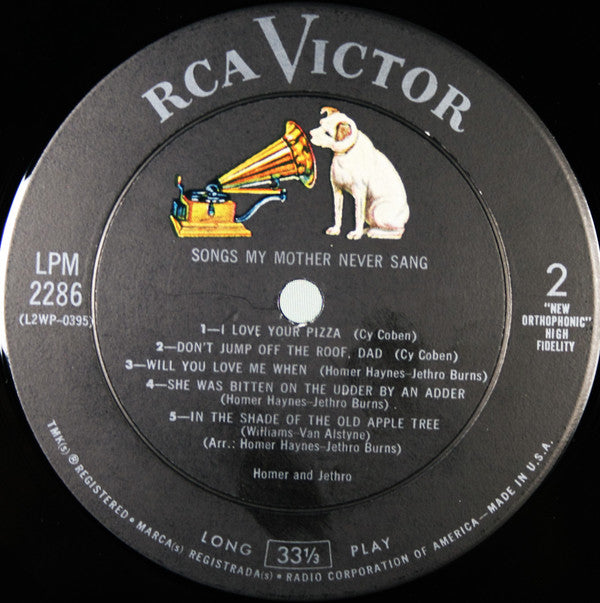 RCA VICTOR
SONGS MY MOTHER NEVER SANG
LPM
2286
(L2WP-0395)
2
"NEW
ORTHOPHONIC"
HIGH
FIDELITY
1—I LOVE YOUR PIZZA (Cy Coben)
2—DON'T JUMP OFF THE ROOF, DAD (Cy Coben)
3—WILL YOU LOVE ME WHEN (Homer Haynes-Jethro Burns)
4—SHE WAS BITTEN ON THE UDDER BY AN ADDER
(Homer Haynes-Jethro Burns)
5—IN THE SHADE OF THE OLD APPLE TREE
(Williams-Van Alstyne)
(Arr.: Homer Haynes-Jethro Burns)
Homer and Jethro
LONG 33⅓ PLAY
TMK(s) ® REGISTERED • MARCA(s) REGISTRADA(s) • RADIO CORPORATION OF AMERICA—MADE IN U.S.A.